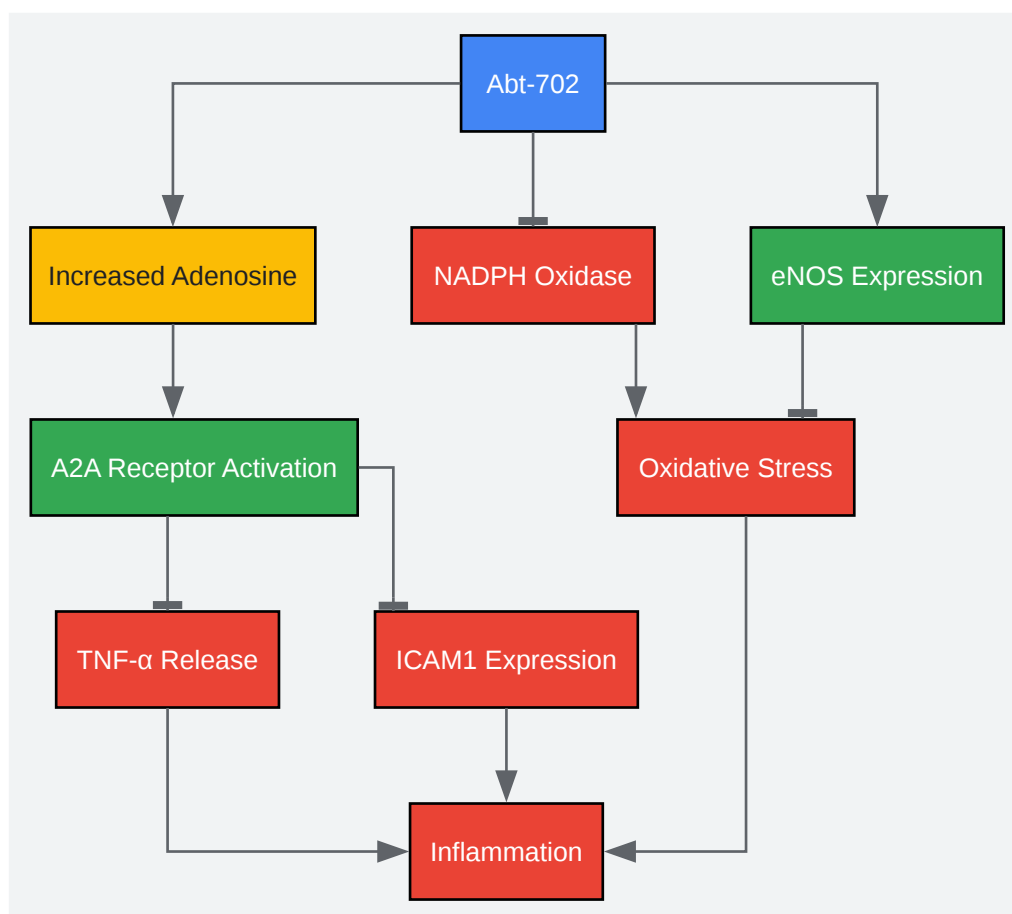 Abt-702
Increased Adenosine
NADPH Oxidase
eNOS Expression
A2A Receptor Activation
Oxidative Stress
TNF-α Release
ICAM1 Expression
Inflammation